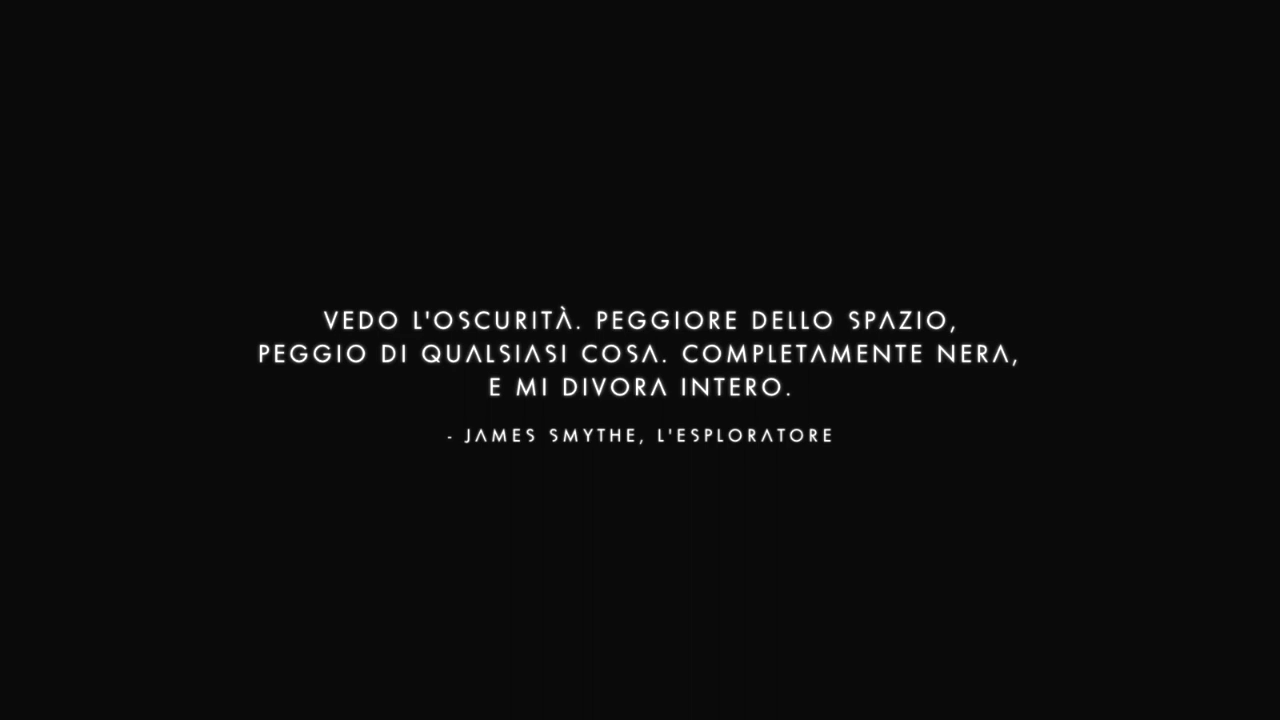 VEDO L'OSCURITÀ. PEGGIORE DELLO SPAZIO,
PEGGIO DI QUALSIASI COSA. COMPLETAMENTE NERA,
E MI DIVORA INTERO.
- JAMES SMYTHE, L'ESPLORATORE